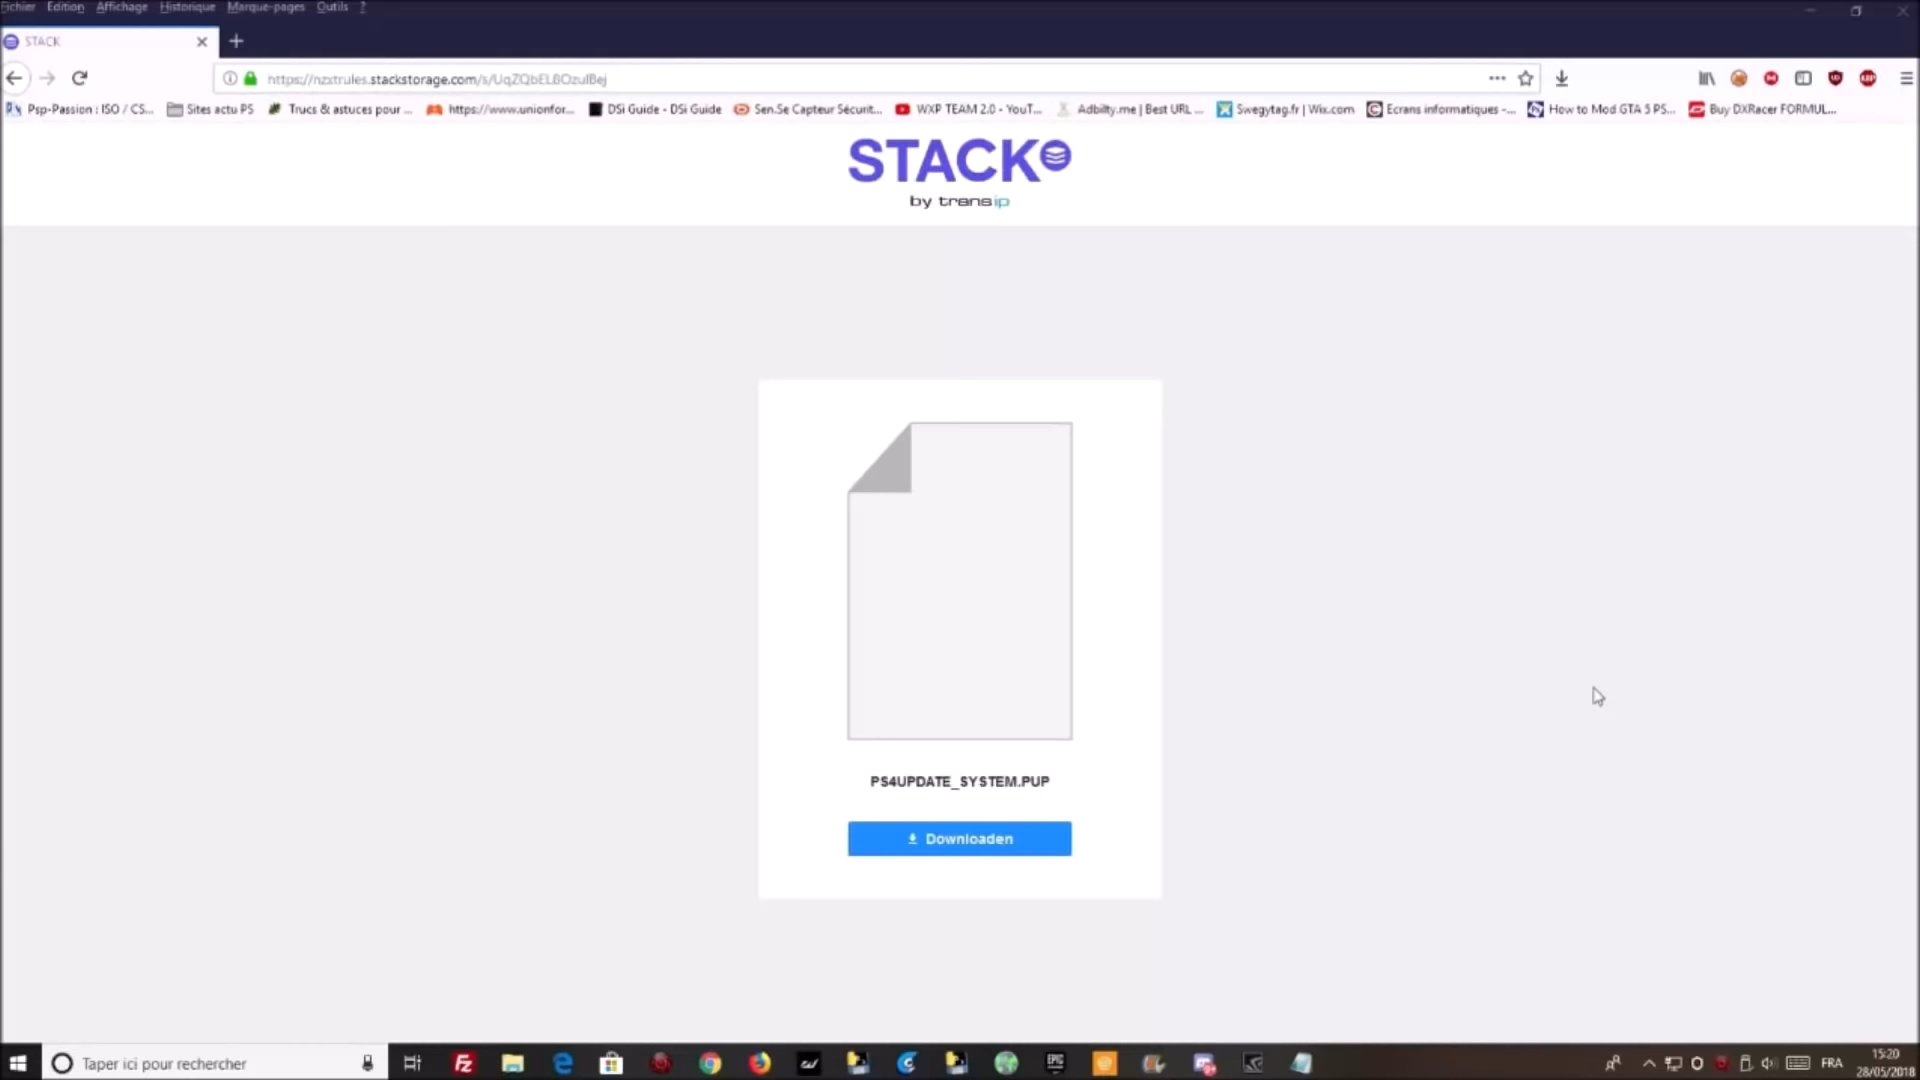 Fichier Edition Affichage Historique Marque-pages Outils ?
STACK
https://nzxtrules.stackstorage.com/s/UqZQbELBOzulBej
Psp-Passion : ISO / CS... Sites actu PS Trucs & astuces pour ... https://www.unionfor... DSi Guide - DSi Guide Sen.Se Capteur Sécurit... WXP TEAM 2.0 - YouT... Adbilty.me | Best URL ... Swegytag.fr | Wix.com Ecrans informatiques -... How to Mod GTA 5 PS... Buy DXRacer FORMUL...
STACK
by transip
PS4UPDATE_SYSTEM.PUP
Downloaden
Taper ici pour rechercher
FRA
15:20
28/05/2018